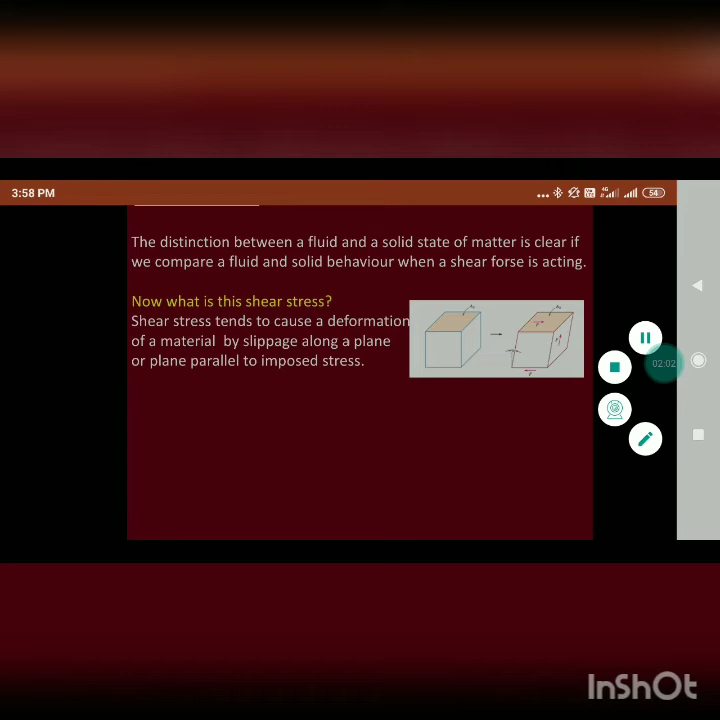 3:58 PM
4G
54
The distinction between a fluid and a solid state of matter is clear if
we compare a fluid and solid behaviour when a shear forse is acting.
Now what is this shear stress?
Shear stress tends to cause a deformation
of a material by slippage along a plane
or plane parallel to imposed stress.
02:02
InShOt